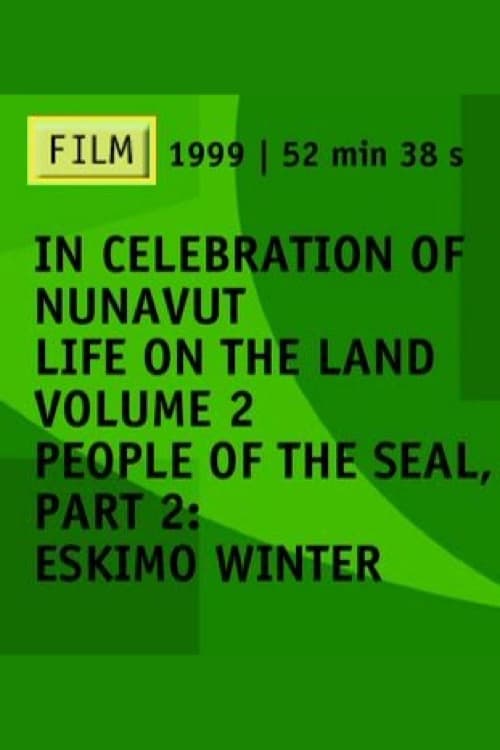 FILM 1999 | 52 min 38 s
IN CELEBRATION OF
NUNAVUT
LIFE ON THE LAND
VOLUME 2
PEOPLE OF THE SEAL,
PART 2:
ESKIMO WINTER